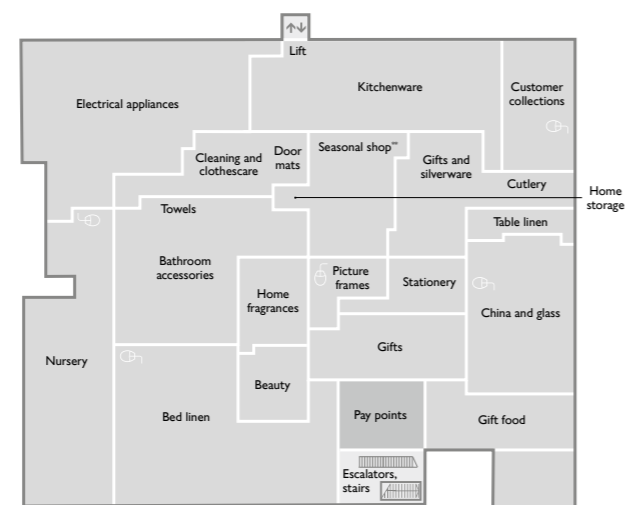 Lift
Kitchenware
Customer
collections
Electrical appliances
Cleaning and
clothescare
Door
mats
Seasonal shop
Gifts and
silverware
Cutlery
Home
storage
Towels
Table linen
Bathroom
accessories
Picture
frames
Stationery
Home
fragrances
China and glass
Gifts
Nursery
Beauty
Bed linen
Pay points
Gift food
Escalators,
stairs